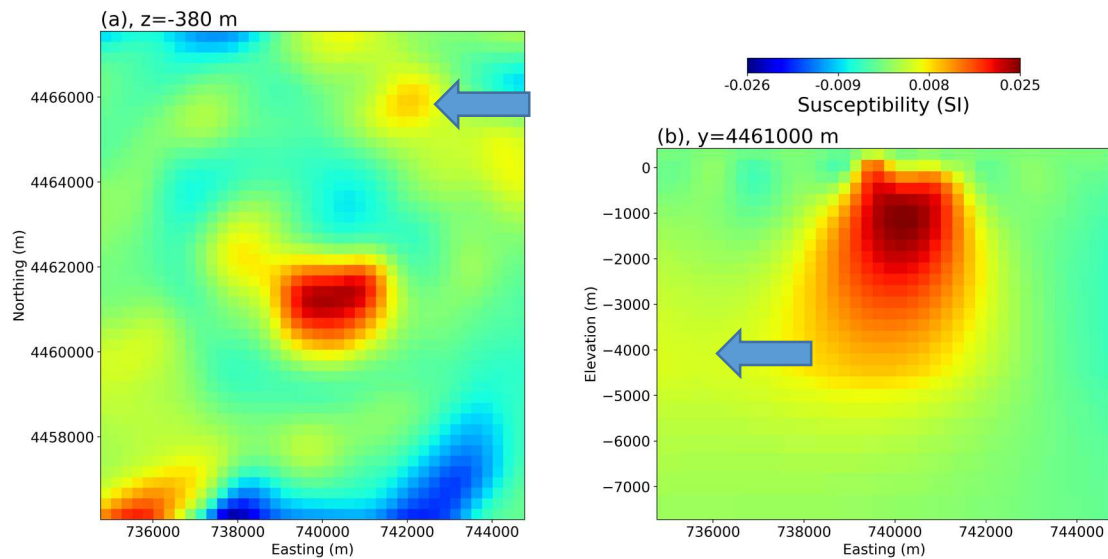 (a), z=-380 m
4466000
4464000
4462000
4460000
4458000
Northing (m)
736000 738000 740000 742000 744000
Easting (m)
-0.026 -0.009 0.008 0.025
Susceptibility (SI)
(b), y=4461000 m
0
−1000
−2000
−3000
−4000
−5000
−6000
−7000
Elevation (m)
736000 738000 740000 742000 744000
Easting (m)